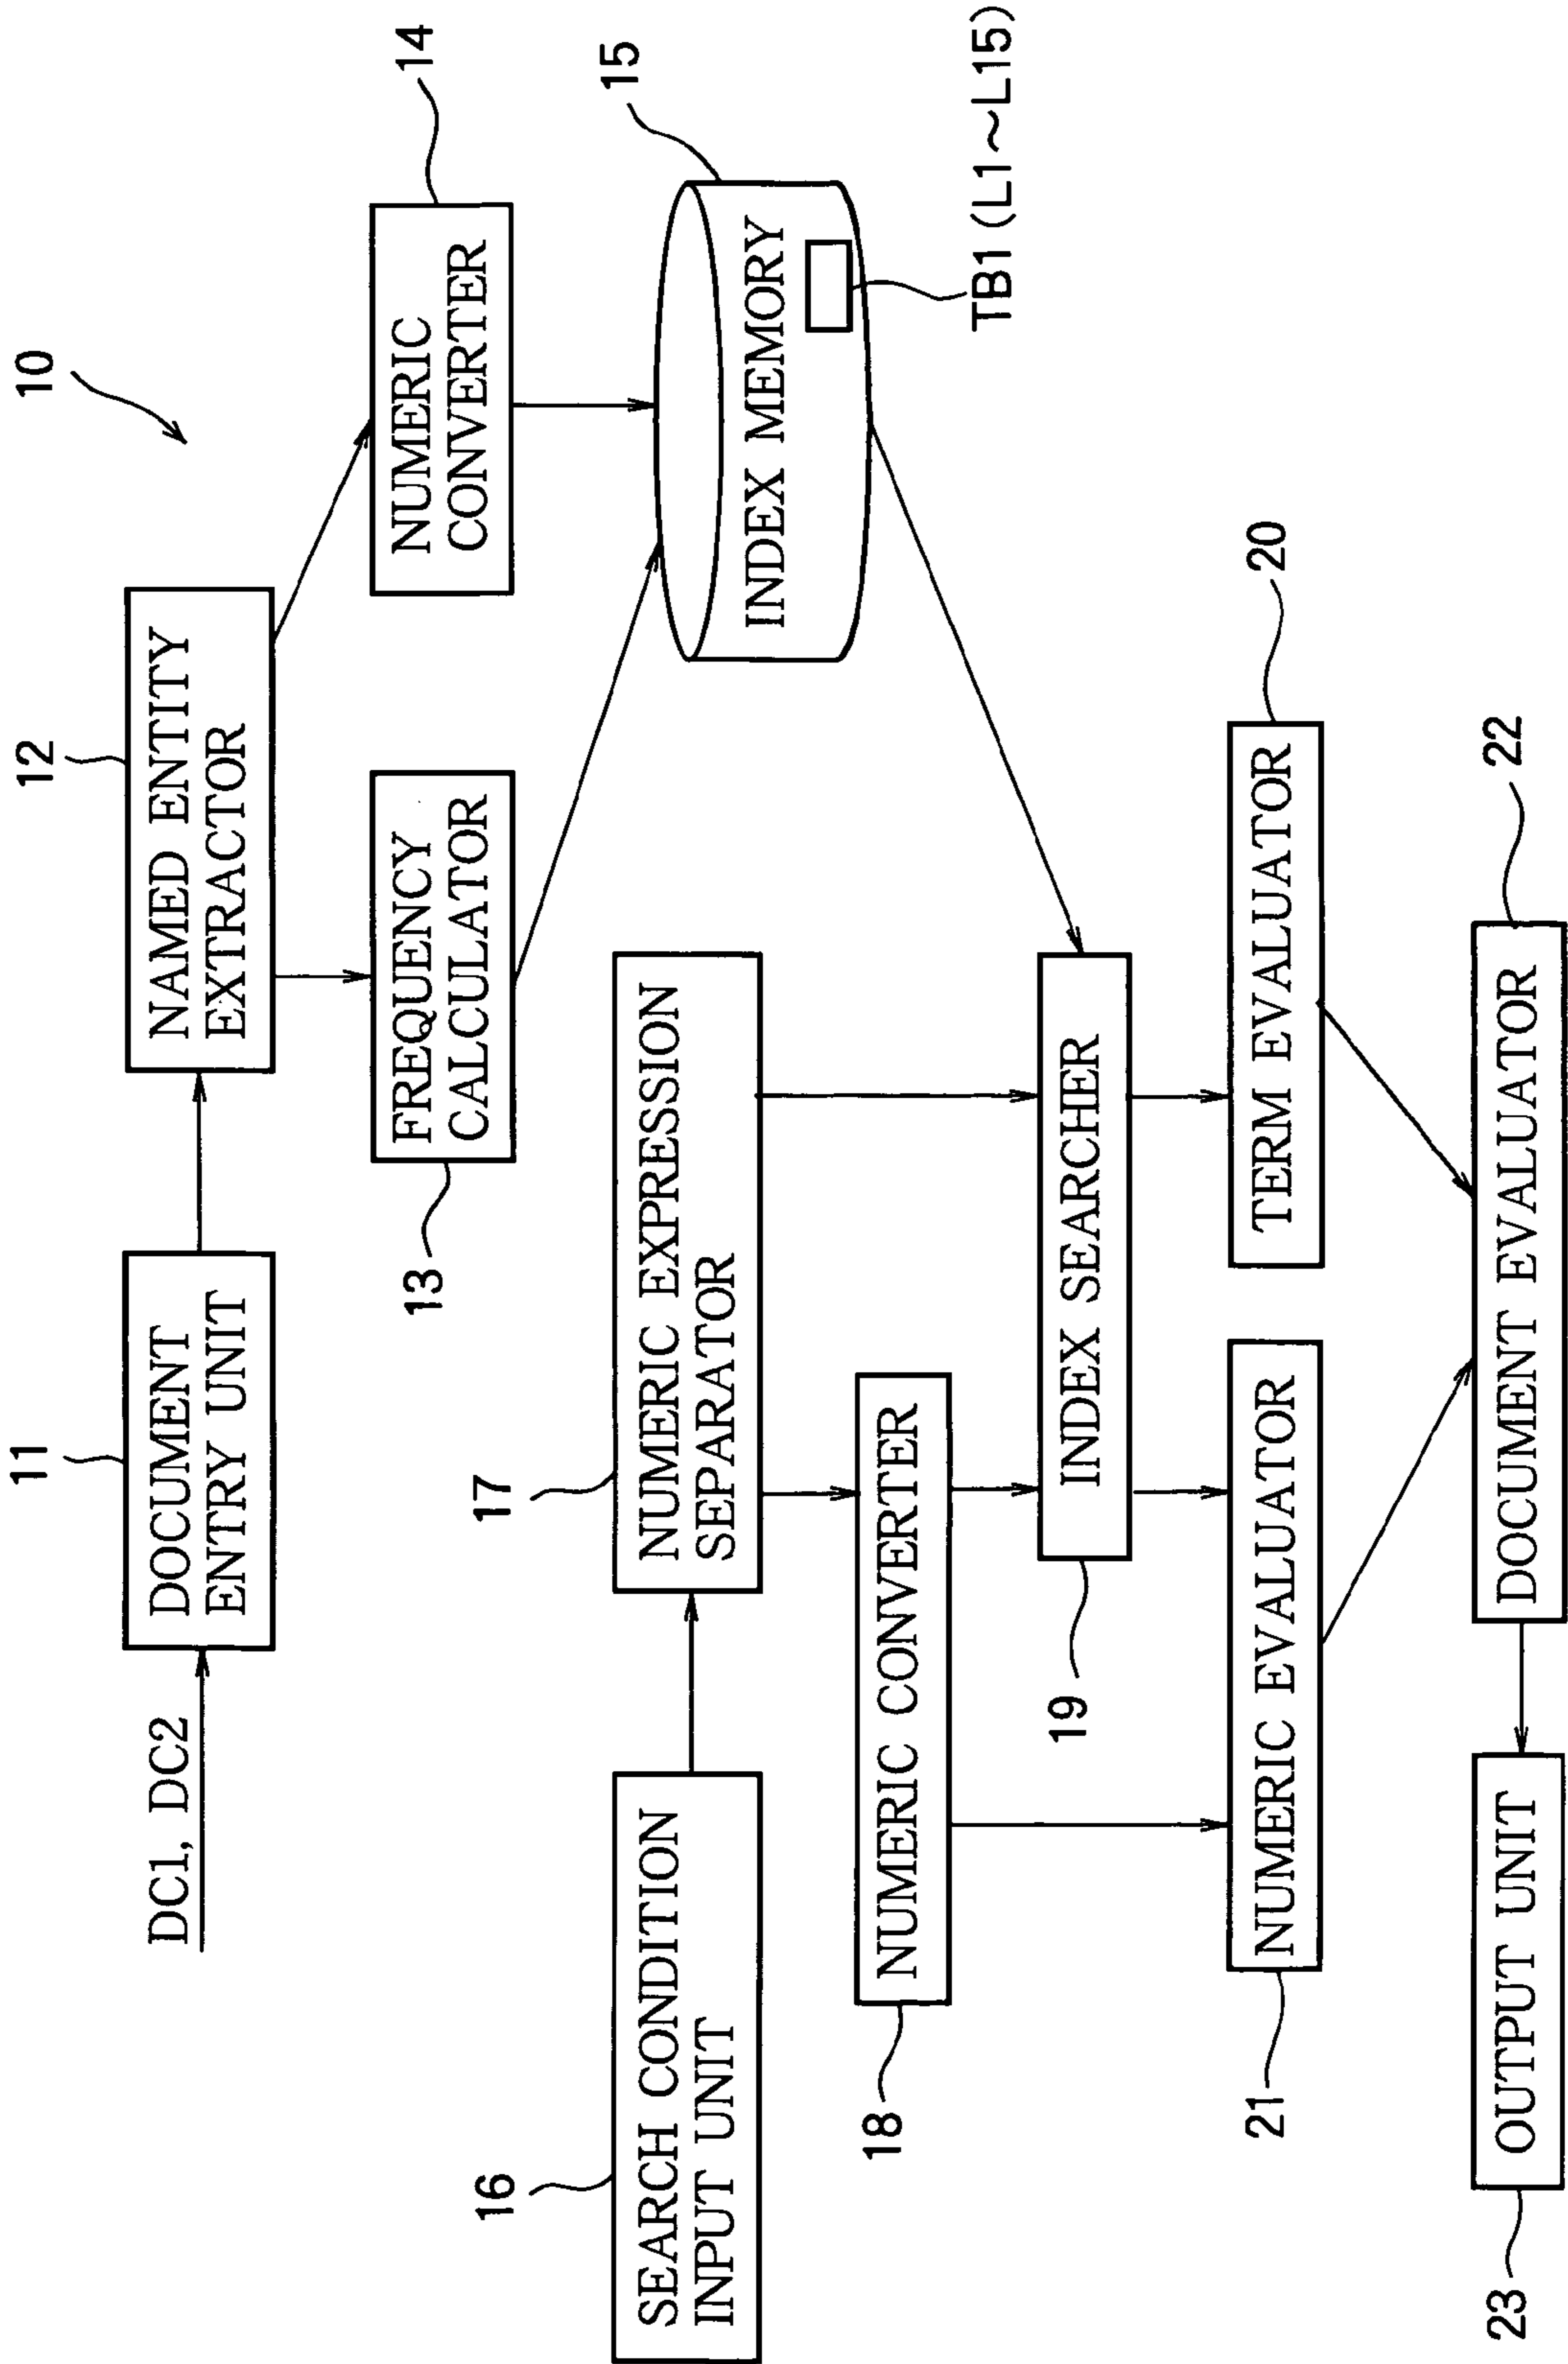 10
11
12
DC1, DC2
DOCUMENT
ENTRY UNIT
NAMED ENTITY
EXTRACTOR
13
FREQUENCY
CALCULATOR
14
NUMERIC
CONVERTER
16
SEARCH CONDITION
INPUT UNIT
17
NUMERIC EXPRESSION
SEPARATOR
15
INDEX MEMORY
TB1 (L1～L15)
18
NUMERIC CONVERTER
19
INDEX SEARCHER
20
TERM EVALUATOR
21
NUMERIC EVALUATOR
22
DOCUMENT EVALUATOR
23
OUTPUT UNIT